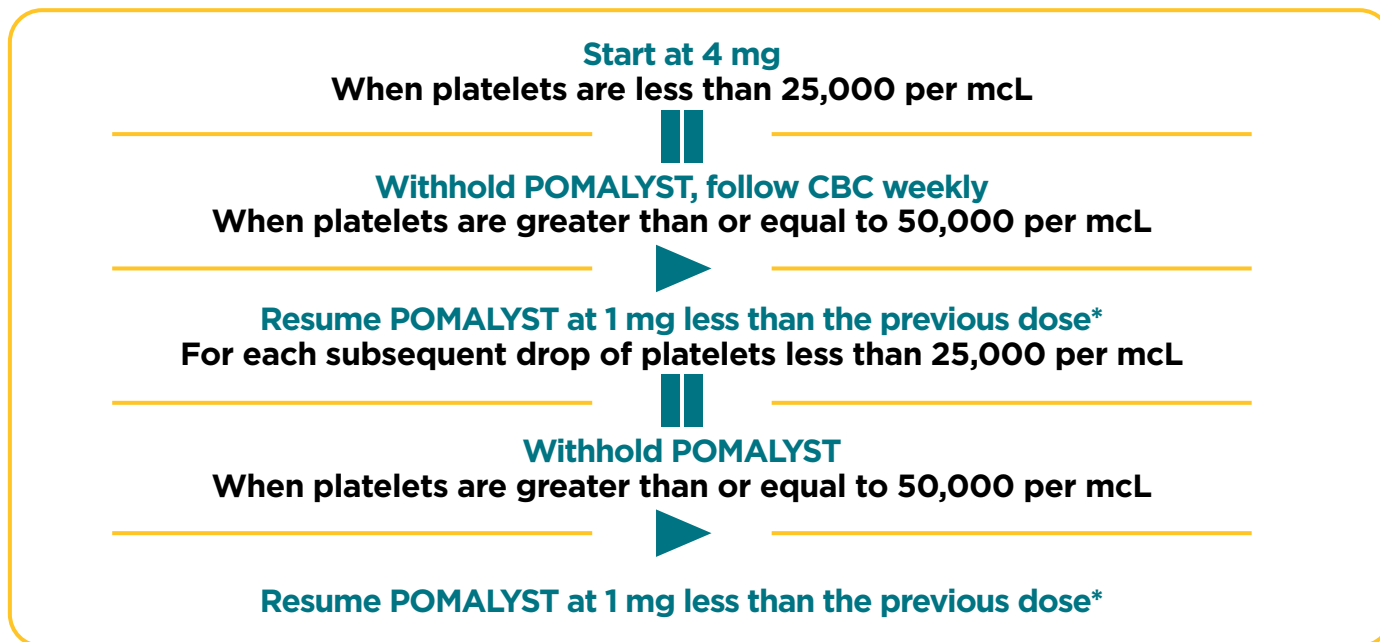 Start at 4 mg
When platelets are less than 25,000 per mcL
Withhold POMALYST, follow CBC weekly
When platelets are greater than or equal to 50,000 per mcL
Resume POMALYST at 1 mg less than the previous dose*
For each subsequent drop of platelets less than 25,000 per mcL
Withhold POMALYST
When platelets are greater than or equal to 50,000 per mcL
Resume POMALYST at 1 mg less than the previous dose*